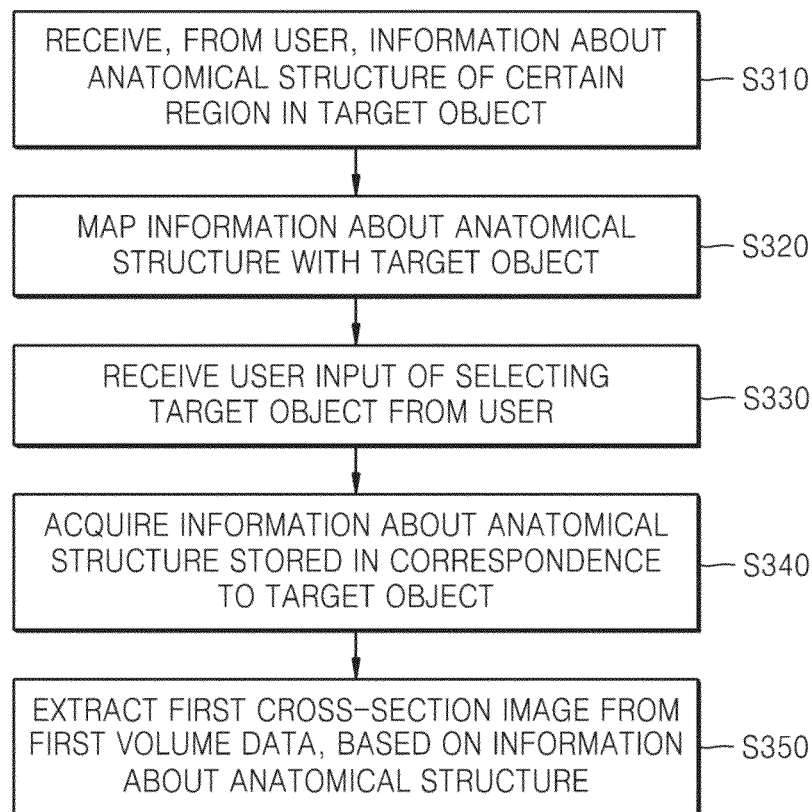 RECEIVE, FROM USER, INFORMATION ABOUT
ANATOMICAL STRUCTURE OF CERTAIN
REGION IN TARGET OBJECT
S310
MAP INFORMATION ABOUT ANATOMICAL
STRUCTURE WITH TARGET OBJECT
S320
RECEIVE USER INPUT OF SELECTING
TARGET OBJECT FROM USER
S330
ACQUIRE INFORMATION ABOUT ANATOMICAL
STRUCTURE STORED IN CORRESPONDENCE
TO TARGET OBJECT
S340
EXTRACT FIRST CROSS-SECTION IMAGE FROM
FIRST VOLUME DATA, BASED ON INFORMATION
ABOUT ANATOMICAL STRUCTURE
S350